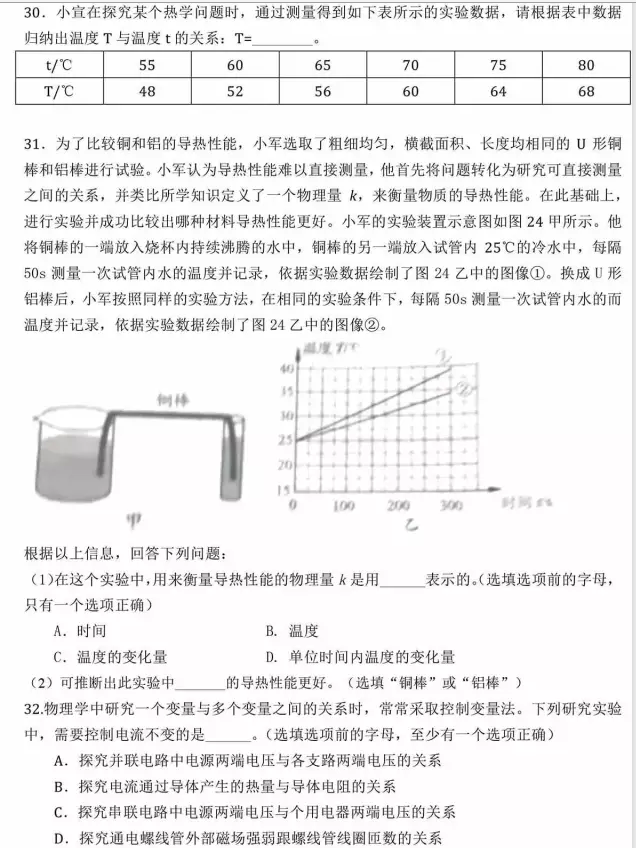 30．小宣在探究某个热学问题时，通过测量得到如下表所示的实验数据，请根据表中数据
归纳出温度 T 与温度 t 的关系：T=________。
t/℃ 55 60 65 70 75 80
T/℃ 48 52 56 60 64 68
31．为了比较铜和铝的导热性能，小军选取了粗细均匀，横截面积、长度均相同的 U 形铜
棒和铝棒进行试验。小军认为导热性能难以直接测量，他首先将问题转化为研究可直接测量
之间的关系，并类比所学知识定义了一个物理量 k，来衡量物质的导热性能。在此基础上，
进行实验并成功比较出哪种材料导热性能更好。小军的实验装置示意图如图 24 甲所示。他
将铜棒的一端放入烧杯内持续沸腾的水中，铜棒的另一端放入试管内 25℃的冷水中，每隔
50s 测量一次试管内水的温度并记录，依据实验数据绘制了图 24 乙中的图像①。换成 U 形
铝棒后，小军按照同样的实验方法，在相同的实验条件下，每隔 50s 测量一次试管内水的而
温度并记录，依据实验数据绘制了图 24 乙中的图像②。
铜棒
甲
温度 T/℃
①
②
40
35
30
25
20
15
0 100 200 300 时间 t/s
乙
根据以上信息，回答下列问题：
（1）在这个实验中，用来衡量导热性能的物理量 k 是用______表示的。（选填选项前的字母，
只有一个选项正确）
A．时间 B．温度
C．温度的变化量 D．单位时间内温度的变化量
（2）可推断出此实验中_______的导热性能更好。（选填“铜棒”或“铝棒”）
32.物理学中研究一个变量与多个变量之间的关系时，常常采取控制变量法。下列研究实验
中，需要控制电流不变的是______。（选填选项前的字母，至少有一个选项正确）
A．探究并联电路中电源两端电压与各支路两端电压的关系
B．探究电流通过导体产生的热量与导体电阻的关系
C．探究串联电路中电源两端电压与个用电器两端电压的关系
D．探究通电螺线管外部磁场强弱跟螺线管线圈匝数的关系